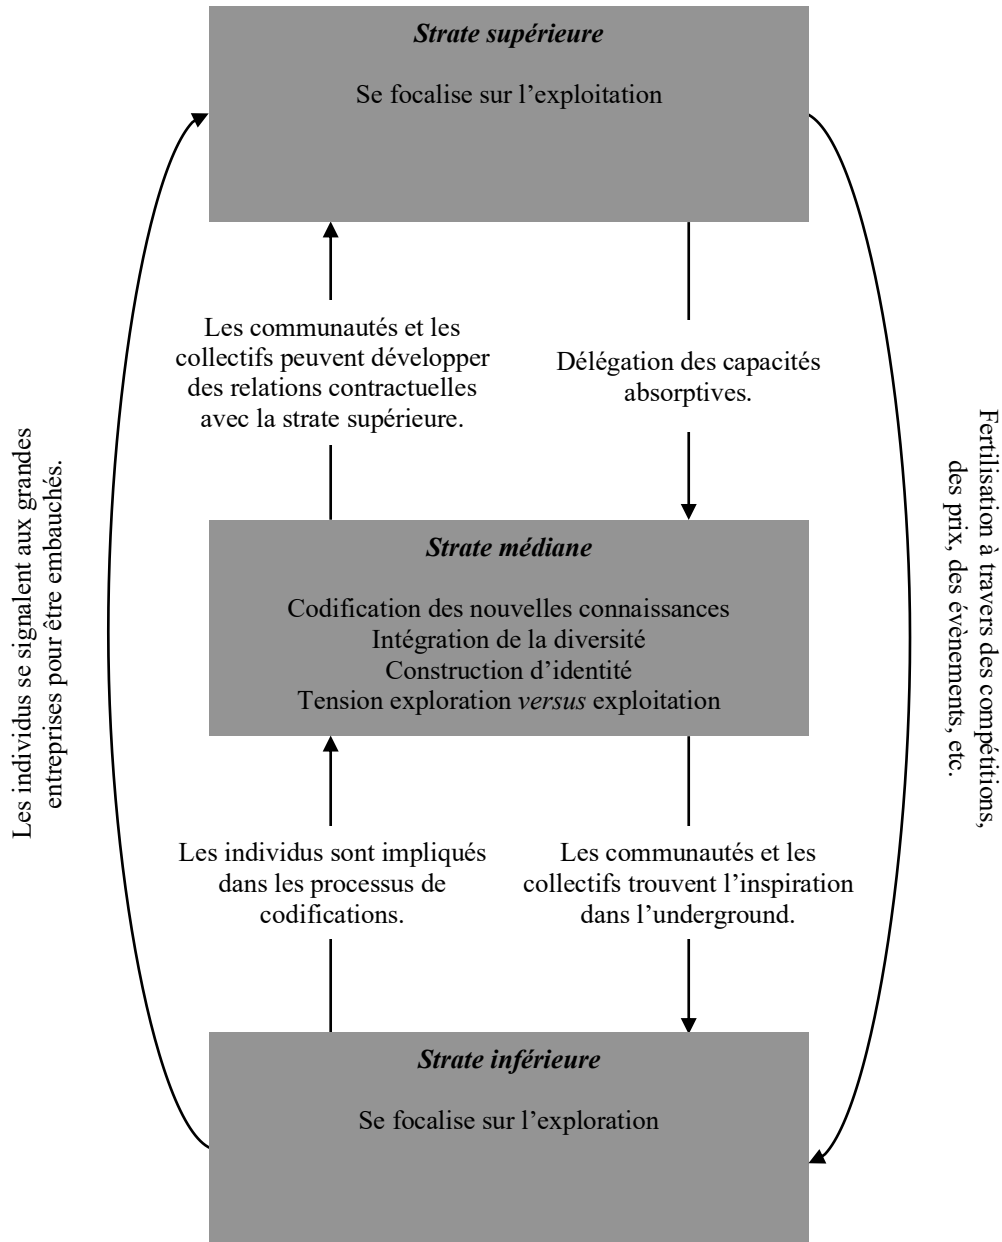 Strate supérieure
Se focalise sur l’exploitation
Les communautés et les
collectifs peuvent développer
des relations contractuelles
avec la strate supérieure.
Délégation des capacités
absorptives.
Les individus se signalent aux grandes
entreprises pour être embauchés.
Fertilisation à travers des compétitions,
des prix, des évènements, etc.
Strate médiane
Codification des nouvelles connaissances
Intégration de la diversité
Construction d’identité
Tension exploration versus exploitation
Les individus sont impliqués
dans les processus de
codifications.
Les communautés et les
collectifs trouvent l’inspiration
dans l’underground.
Strate inférieure
Se focalise sur l’exploration